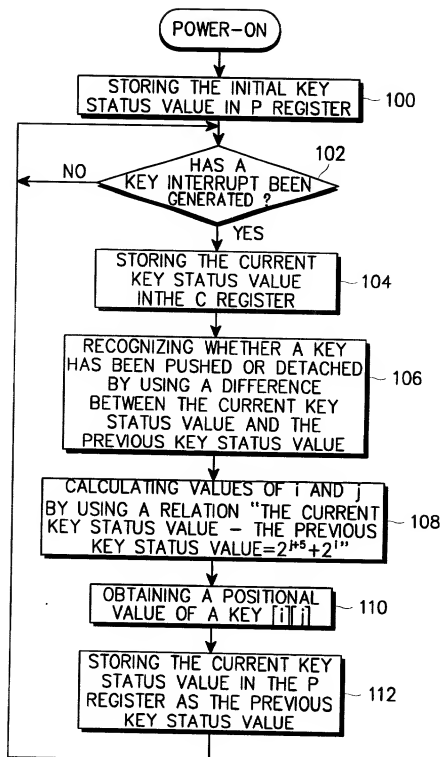 POWER-ON
STORING THE INITIAL KEY
STATUS VALUE IN P REGISTER
100
102
HAS A
KEY INTERRUPT BEEN
GENERATED ?
NO
YES
STORING THE CURRENT
KEY STATUS VALUE
INTHE C REGISTER
104
RECOGNIZING WHETHER A KEY
HAS BEEN PUSHED OR DETACHED
BY USING A DIFFERENCE
BETWEEN THE CURRENT KEY
STATUS VALUE AND THE
PREVIOUS KEY STATUS VALUE
106
CALCULATING VALUES OF i AND j
BY USING A RELATION "THE CURRENT
KEY STATUS VALUE – THE PREVIOUS
KEY STATUS VALUE=2^{j+5}+2^{i}"
108
OBTAINING A POSITIONAL
VALUE OF A KEY [i][j]
110
STORING THE CURRENT KEY
STATUS VALUE IN THE P
REGISTER AS THE PREVIOUS
KEY STATUS VALUE
112